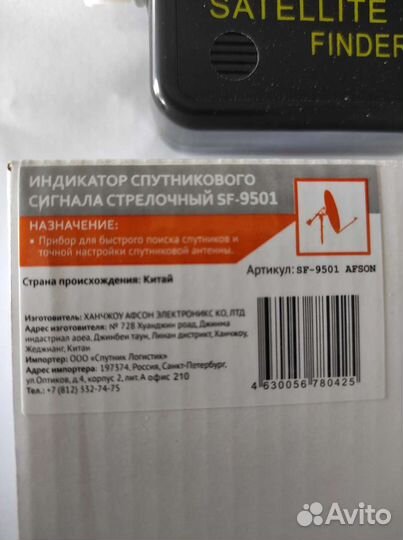 SATELLITE
FINDER
ИНДИКАТОР СПУТНИКОВОГО
СИГНАЛА СТРЕЛОЧНЫЙ SF-9501
НАЗНАЧЕНИЕ:
• Прибор для быстрого поиска спутников и
точной настройки спутниковой антенны.
Артикул: SF-9501 AFSON
Страна происхождения: Китай
Изготовитель: ХАНЧЖОУ АФСОН ЭЛЕКТРОНИКС КО, ЛТД
Адрес изготовителя: № 728 Хуанджин роад, Джинма
индастриал ареа, Джинбеи таун, Линан дистрикт, Ханчжоу,
Жеджианг, Китай
Импортер: ООО «Спутник Логистик»
Адрес импортера: 197374, Россия, Санкт-Петербург,
ул.Оптиков, д.4, корпус 2, лит.А офис 210
Тел.: +7 (812) 332-74-75
4 630056 780425
Avito